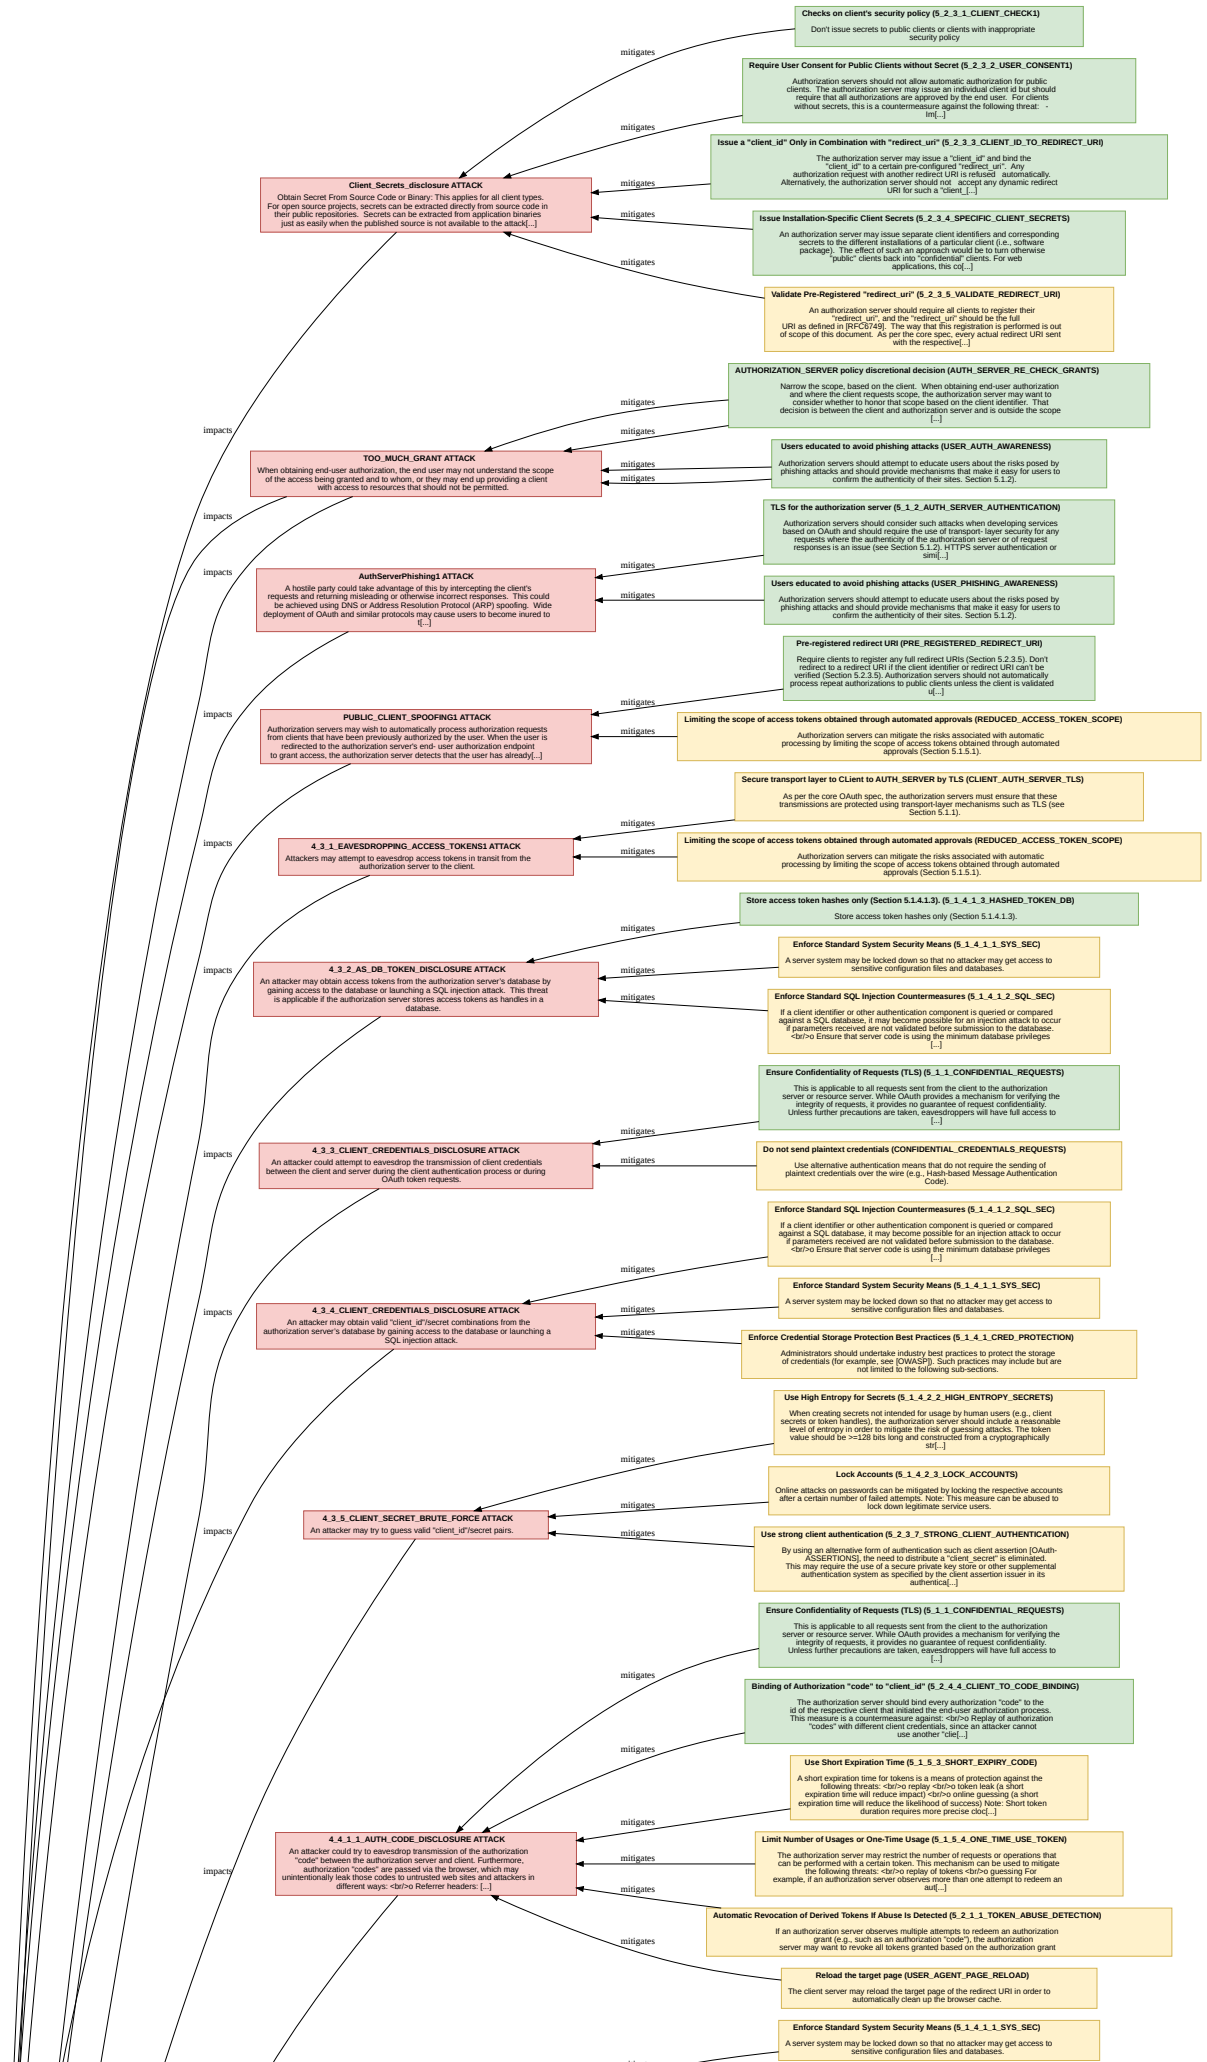 Checks on client's security policy (5_2_3_1_CLIENT_CHECK1)
Don't issue secrets to public clients or clients with inappropriate
security policy
mitigates
Require User Consent for Public Clients without Secret (5_2_3_2_USER_CONSENT1)
Authorization servers should not allow automatic authorization for public
clients. The authorization server may issue an individual client id but should
require that all authorizations are approved by the end user. For clients
without secrets, this is a countermeasure against the following threat: -
Im[...]
mitigates
Issue a "client_id" Only in Combination with "redirect_uri" (5_2_3_3_CLIENT_ID_TO_REDIRECT_URI)
The authorization server may issue a "client_id" and bind the
"client_id" to a certain pre-configured "redirect_uri". Any
authorization request with another redirect URI is refused automatically.
Alternatively, the authorization server should not accept any dynamic redirect
URI for such a "client_[...]
mitigates
Client_Secrets_disclosure ATTACK
Obtain Secret From Source Code or Binary: This applies for all client types.
For open source projects, secrets can be extracted directly from source code in
their public repositories. Secrets can be extracted from application binaries
just as easily when the published source is not available to the attack[...]
mitigates
Issue Installation-Specific Client Secrets (5_2_3_4_SPECIFIC_CLIENT_SECRETS)
An authorization server may issue separate client identifiers and corresponding
secrets to the different installations of a particular client (i.e., software
package). The effect of such an approach would be to turn otherwise
"public" clients back into "confidential" clients. For web
applications, this co[...]
mitigates
Validate Pre-Registered "redirect_uri" (5_2_3_5_VALIDATE_REDIRECT_URI)
An authorization server should require all clients to register their
"redirect_uri", and the "redirect_uri" should be the full
URI as defined in [RFC6749]. The way that this registration is performed is out
of scope of this document. As per the core spec, every actual redirect URI sent
with the respective[...]
impacts
AUTHORIZATION_SERVER policy discretional decision (AUTH_SERVER_RE_CHECK_GRANTS)
Narrow the scope, based on the client. When obtaining end-user authorization
and where the client requests scope, the authorization server may want to
consider whether to honor that scope based on the client identifier. That
decision is between the client and authorization server and is outside the scope
[...]
mitigates
mitigates
TOO_MUCH_GRANT ATTACK
When obtaining end-user authorization, the end user may not understand the scope
of the access being granted and to whom, or they may end up providing a client
with access to resources that should not be permitted.
mitigates
mitigates
Users educated to avoid phishing attacks (USER_AUTH_AWARENESS)
Authorization servers should attempt to educate users about the risks posed by
phishing attacks and should provide mechanisms that make it easy for users to
confirm the authenticity of their sites. Section 5.1.2).
impacts
impacts
TLS for the authorization server (5_1_2_AUTH_SERVER_AUTHENTICATION)
Authorization servers should consider such attacks when developing services
based on OAuth and should require the use of transport- layer security for any
requests where the authenticity of the authorization server or of request
responses is an issue (see Section 5.1.2). HTTPS server authentication or
simi[...]
mitigates
AuthServerPhishing1 ATTACK
A hostile party could take advantage of this by intercepting the client's
requests and returning misleading or otherwise incorrect responses. This could
be achieved using DNS or Address Resolution Protocol (ARP) spoofing. Wide
deployment of OAuth and similar protocols may cause users to become inured to
t[...]
mitigates
Users educated to avoid phishing attacks (USER_PHISHING_AWARENESS)
Authorization servers should attempt to educate users about the risks posed by
phishing attacks and should provide mechanisms that make it easy for users to
confirm the authenticity of their sites. Section 5.1.2).
impacts
Pre-registered redirect URI (PRE_REGISTERED_REDIRECT_URI)
Require clients to register any full redirect URIs (Section 5.2.3.5). Don't
redirect to a redirect URI if the client identifier or redirect URI can't be
verified (Section 5.2.3.5). Authorization servers should not automatically
process repeat authorizations to public clients unless the client is validated
u[...]
mitigates
PUBLIC_CLIENT_SPOOFING1 ATTACK
Authorization servers may wish to automatically process authorization requests
from clients that have been previously authorized by the user. When the user is
redirected to the authorization server's end- user authorization endpoint
to grant access, the authorization server detects that the user has already[...]
mitigates
Limiting the scope of access tokens obtained through automated approvals (REDUCED_ACCESS_TOKEN_SCOPE)
Authorization servers can mitigate the risks associated with automatic
processing by limiting the scope of access tokens obtained through automated
approvals (Section 5.1.5.1).
impacts
Secure transport layer to CLient to AUTH_SERVER by TLS (CLIENT_AUTH_SERVER_TLS)
As per the core OAuth spec, the authorization servers must ensure that these
transmissions are protected using transport-layer mechanisms such as TLS (see
Section 5.1.1).
mitigates
4_3_1_EAVESDROPPING_ACCESS_TOKENS1 ATTACK
Attackers may attempt to eavesdrop access tokens in transit from the
authorization server to the client.
mitigates
Limiting the scope of access tokens obtained through automated approvals (REDUCED_ACCESS_TOKEN_SCOPE)
Authorization servers can mitigate the risks associated with automatic
processing by limiting the scope of access tokens obtained through automated
approvals (Section 5.1.5.1).
impacts
Store access token hashes only (Section 5.1.4.1.3). (5_1_4_1_3_HASHED_TOKEN_DB)
Store access token hashes only (Section 5.1.4.1.3).
mitigates
4_3_2_AS_DB_TOKEN_DISCLOSURE ATTACK
An attacker may obtain access tokens from the authorization server's database by
gaining access to the database or launching a SQL injection attack. This threat
is applicable if the authorization server stores access tokens as handles in a
database.
mitigates
Enforce Standard System Security Means (5_1_4_1_1_SYS_SEC)
A server system may be locked down so that no attacker may get access to
sensitive configuration files and databases.
mitigates
Enforce Standard SQL Injection Countermeasures (5_1_4_1_2_SQL_SEC)
If a client identifier or other authentication component is queried or compared
against a SQL database, it may become possible for an injection attack to occur
if parameters received are not validated before submission to the database.
<br/>o Ensure that server code is using the minimum database privileges
[...]
impacts
Ensure Confidentiality of Requests (TLS) (5_1_1_CONFIDENTIAL_REQUESTS)
This is applicable to all requests sent from the client to the authorization
server or resource server. While OAuth provides a mechanism for verifying the
integrity of requests, it provides no guarantee of request confidentiality.
Unless further precautions are taken, eavesdroppers will have full access to
[...]
mitigates
4_3_3_CLIENT_CREDENTIALS_DISCLOSURE ATTACK
An attacker could attempt to eavesdrop the transmission of client credentials
between the client and server during the client authentication process or during
OAuth token requests.
mitigates
Do not send plaintext credentials (CONFIDENTIAL_CREDENTIALS_REQUESTS)
Use alternative authentication means that do not require the sending of
plaintext credentials over the wire (e.g., Hash-based Message Authentication
Code).
impacts
Enforce Standard SQL Injection Countermeasures (5_1_4_1_2_SQL_SEC)
If a client identifier or other authentication component is queried or compared
against a SQL database, it may become possible for an injection attack to occur
if parameters received are not validated before submission to the database.
<br/>o Ensure that server code is using the minimum database privileges
[...]
mitigates
4_3_4_CLIENT_CREDENTIALS_DISCLOSURE ATTACK
An attacker may obtain valid "client_id"/secret combinations from the
authorization server's database by gaining access to the database or launching a
SQL injection attack.
mitigates
Enforce Standard System Security Means (5_1_4_1_1_SYS_SEC)
A server system may be locked down so that no attacker may get access to
sensitive configuration files and databases.
mitigates
Enforce Credential Storage Protection Best Practices (5_1_4_1_CRED_PROTECTION)
Administrators should undertake industry best practices to protect the storage
of credentials (for example, see [OWASP]). Such practices may include but are
not limited to the following sub-sections.
impacts
Use High Entropy for Secrets (5_1_4_2_2_HIGH_ENTROPY_SECRETS)
When creating secrets not intended for usage by human users (e.g., client
secrets or token handles), the authorization server should include a reasonable
level of entropy in order to mitigate the risk of guessing attacks. The token
value should be >=128 bits long and constructed from a cryptographically
str[...]
mitigates
4_3_5_CLIENT_SECRET_BRUTE_FORCE ATTACK
An attacker may try to guess valid "client_id"/secret pairs.
mitigates
Lock Accounts (5_1_4_2_3_LOCK_ACCOUNTS)
Online attacks on passwords can be mitigated by locking the respective accounts
after a certain number of failed attempts. Note: This measure can be abused to
lock down legitimate service users.
mitigates
Use strong client authentication (5_2_3_7_STRONG_CLIENT_AUTHENTICATION)
By using an alternative form of authentication such as client assertion [OAuth-
ASSERTIONS], the need to distribute a "client_secret" is eliminated.
This may require the use of a secure private key store or other supplemental
authentication system as specified by the client assertion issuer in its
authentica[...]
impacts
Ensure Confidentiality of Requests (TLS) (5_1_1_CONFIDENTIAL_REQUESTS)
This is applicable to all requests sent from the client to the authorization
server or resource server. While OAuth provides a mechanism for verifying the
integrity of requests, it provides no guarantee of request confidentiality.
Unless further precautions are taken, eavesdroppers will have full access to
[...]
mitigates
Binding of Authorization "code" to "client_id" (5_2_4_4_CLIENT_TO_CODE_BINDING)
The authorization server should bind every authorization "code" to the
id of the respective client that initiated the end-user authorization process.
This measure is a countermeasure against: <br/>o Replay of authorization
"codes" with different client credentials, since an attacker cannot
use another "clie[...]
mitigates
Use Short Expiration Time (5_1_5_3_SHORT_EXPIRY_CODE)
A short expiration time for tokens is a means of protection against the
following threats: <br/>o replay <br/>o token leak (a short
expiration time will reduce impact) <br/>o online guessing (a short
expiration time will reduce the likelihood of success) Note: Short token
duration requires more precise cloc[...]
mitigates
4_4_1_1_AUTH_CODE_DISCLOSURE ATTACK
An attacker could try to eavesdrop transmission of the authorization
"code" between the authorization server and client. Furthermore,
authorization "codes" are passed via the browser, which may
unintentionally leak those codes to untrusted web sites and attackers in
different ways: <br/>o Referrer headers: [...]
mitigates
Limit Number of Usages or One-Time Usage (5_1_5_4_ONE_TIME_USE_TOKEN)
The authorization server may restrict the number of requests or operations that
can be performed with a certain token. This mechanism can be used to mitigate
the following threats: <br/>o replay of tokens <br/>o guessing For
example, if an authorization server observes more than one attempt to redeem an
aut[...]
impacts
mitigates
Automatic Revocation of Derived Tokens If Abuse Is Detected (5_2_1_1_TOKEN_ABUSE_DETECTION)
If an authorization server observes multiple attempts to redeem an authorization
grant (e.g., such as an authorization "code"), the authorization
server may want to revoke all tokens granted based on the authorization grant
mitigates
Reload the target page (USER_AGENT_PAGE_RELOAD)
The client server may reload the target page of the redirect URI in order to
automatically clean up the browser cache.
Enforce Standard System Security Means (5_1_4_1_1_SYS_SEC)
A server system may be locked down so that no attacker may get access to
sensitive configuration files and databases.